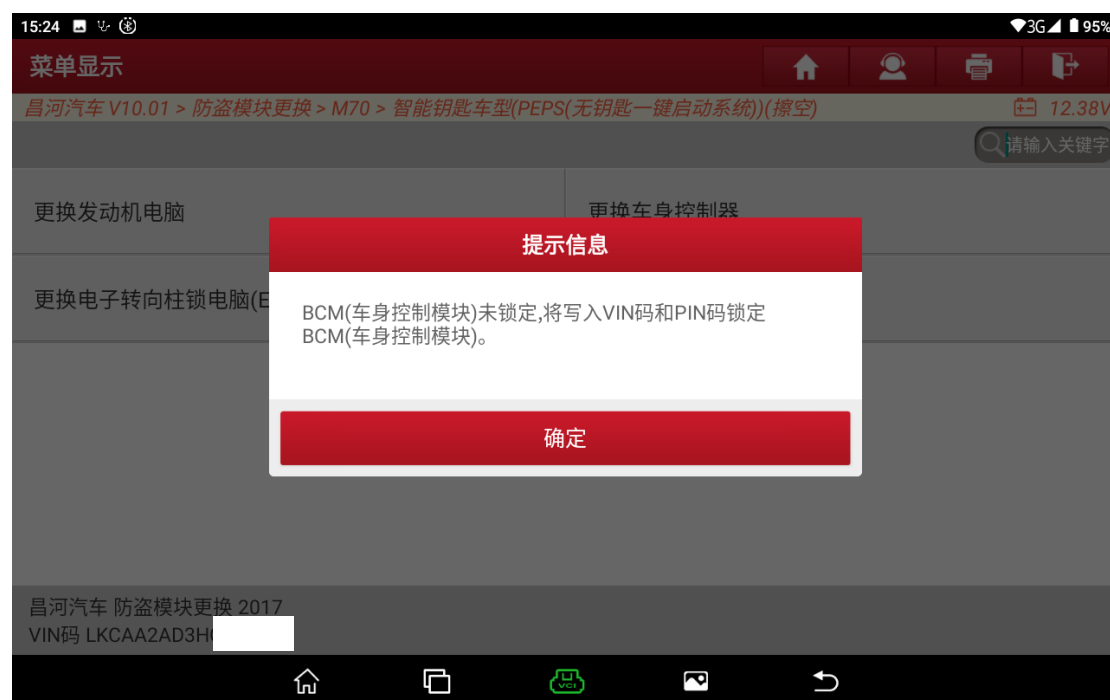 15:24
3G 95%
菜单显示
昌河汽车 V10.01 > 防盗模块更换 > M70 > 智能钥匙车型(PEPS(无钥匙一键启动系统))(擦空)
12.38V
请输入关键字
更换发动机电脑
更换车身控制器
提示信息
更换电子转向柱锁电脑(E
BCM(车身控制模块)未锁定,将写入VIN码和PIN码锁定
BCM(车身控制模块)。
确定
昌河汽车 防盗模块更换 2017
VIN码 LKCAA2AD3H
VCI